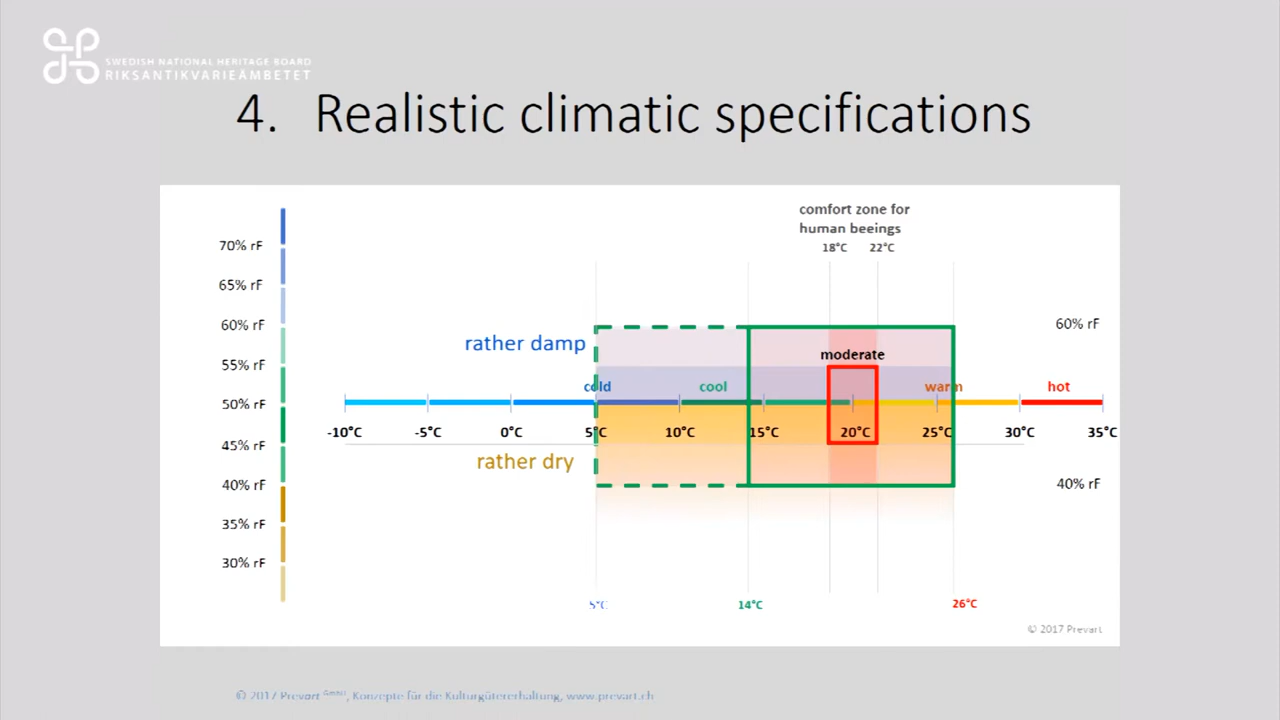 SWEDISH NATIONAL HERITAGE BOARD
RIKSANTIKVARIEÄMBETET
4. Realistic climatic specifications
comfort zone for
human beeings
18°C 22°C
70% rF
65% rF
60% rF
60% rF
rather damp
moderate
55% rF
cold cool warm hot
50% rF
-10°C -5°C 0°C 5°C 10°C 15°C 20°C 25°C 30°C 35°C
45% rF
rather dry
40% rF
40% rF
35% rF
30% rF
5°C 14°C 26°C
© 2017 Prevart
© 2017 Prevart GmbH, Konzepte für die Kulturgütererhaltung, www.prevart.ch